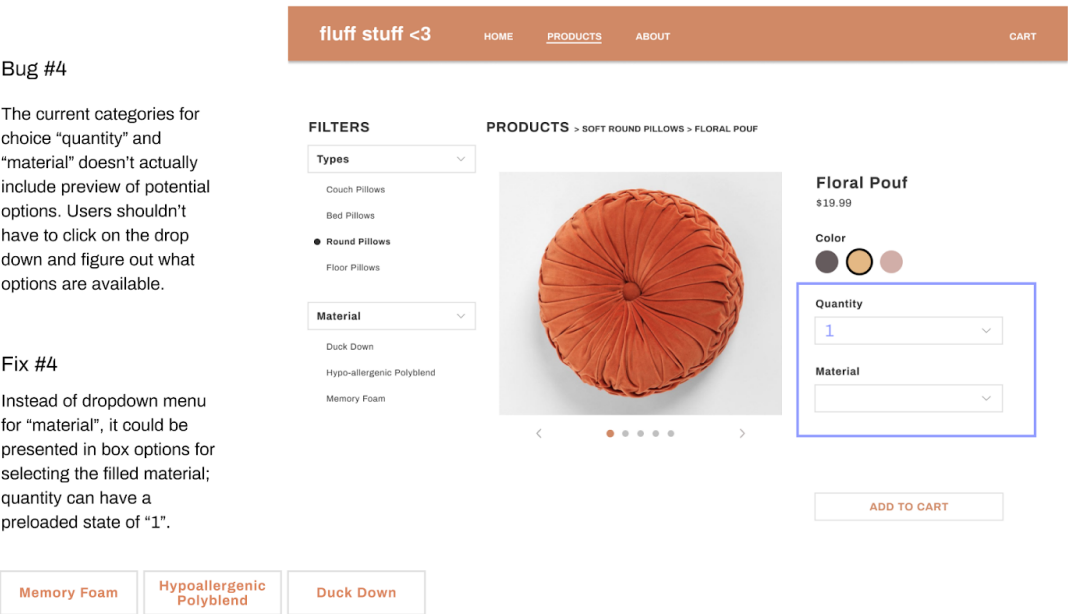 fluff stuff <3
HOME
PRODUCTS
ABOUT
CART
Bug #4
The current categories for
choice “quantity” and
“material” doesn’t actually
include preview of potential
options. Users shouldn’t
have to click on the drop
down and figure out what
options are available.
Fix #4
Instead of dropdown menu
for “material”, it could be
presented in box options for
selecting the filled material;
quantity can have a
preloaded state of “1”.
Memory Foam
Hypoallergenic
Polyblend
Duck Down
FILTERS
Types
Couch Pillows
Bed Pillows
Round Pillows
Floor Pillows
Material
Duck Down
Hypo-allergenic Polyblend
Memory Foam
PRODUCTS > SOFT ROUND PILLOWS > FLORAL POUF
Floral Pouf
$19.99
Color
Quantity
1
Material
ADD TO CART